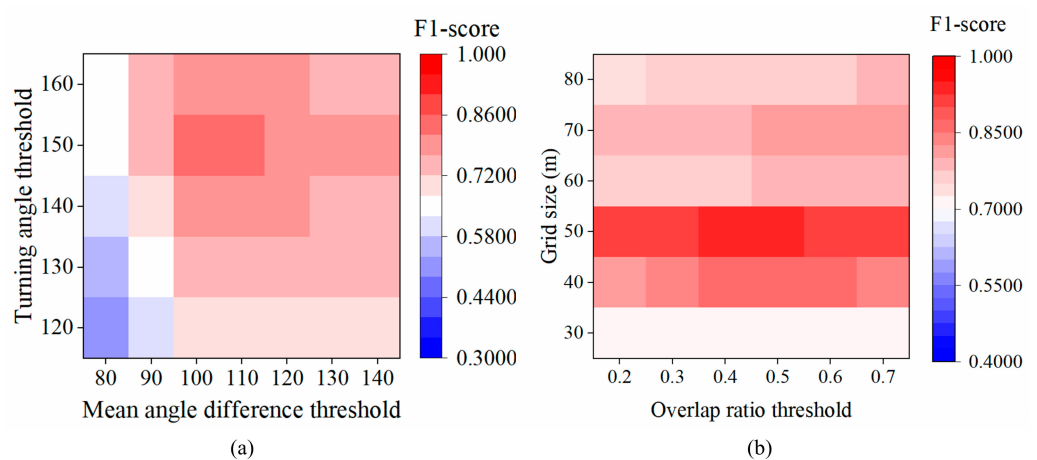 F1-score
1.000
0.8600
0.7200
0.5800
0.4400
0.3000
160
150
140
130
120
Turning angle threshold
80 90 100 110 120 130 140
Mean angle difference threshold
(a)
F1-score
1.000
0.8500
0.7000
0.5500
0.4000
80
70
60
50
40
30
Grid size (m)
0.2 0.3 0.4 0.5 0.6 0.7
Overlap ratio threshold
(b)